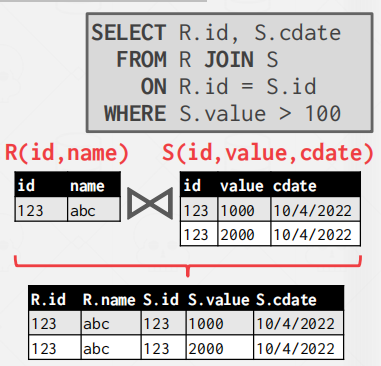 SELECT R.id, S.cdate
FROM R JOIN S
ON R.id = S.id
WHERE S.value > 100
R(id,name) S(id,value,cdate)
id name
123 abc
id value cdate
123 1000 10/4/2022
123 2000 10/4/2022
R.id R.name S.id S.value S.cdate
123 abc 123 1000 10/4/2022
123 abc 123 2000 10/4/2022